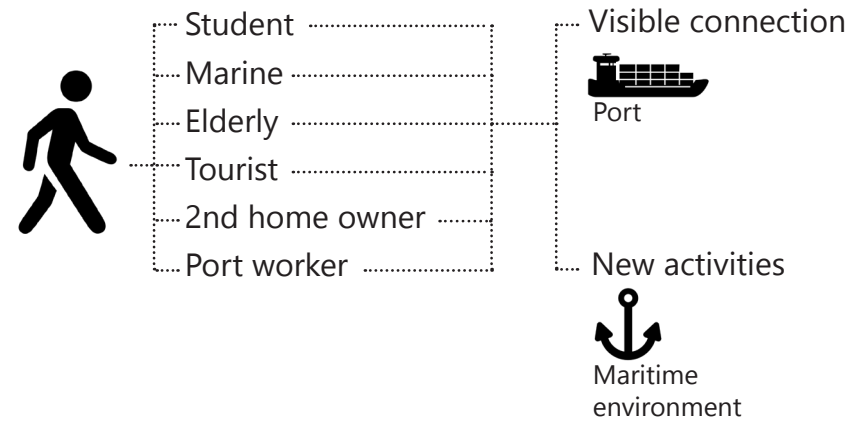 Student
Marine
Elderly
Tourist
2nd home owner
Port worker
Visible connection
Port
New activities
Maritime
environment